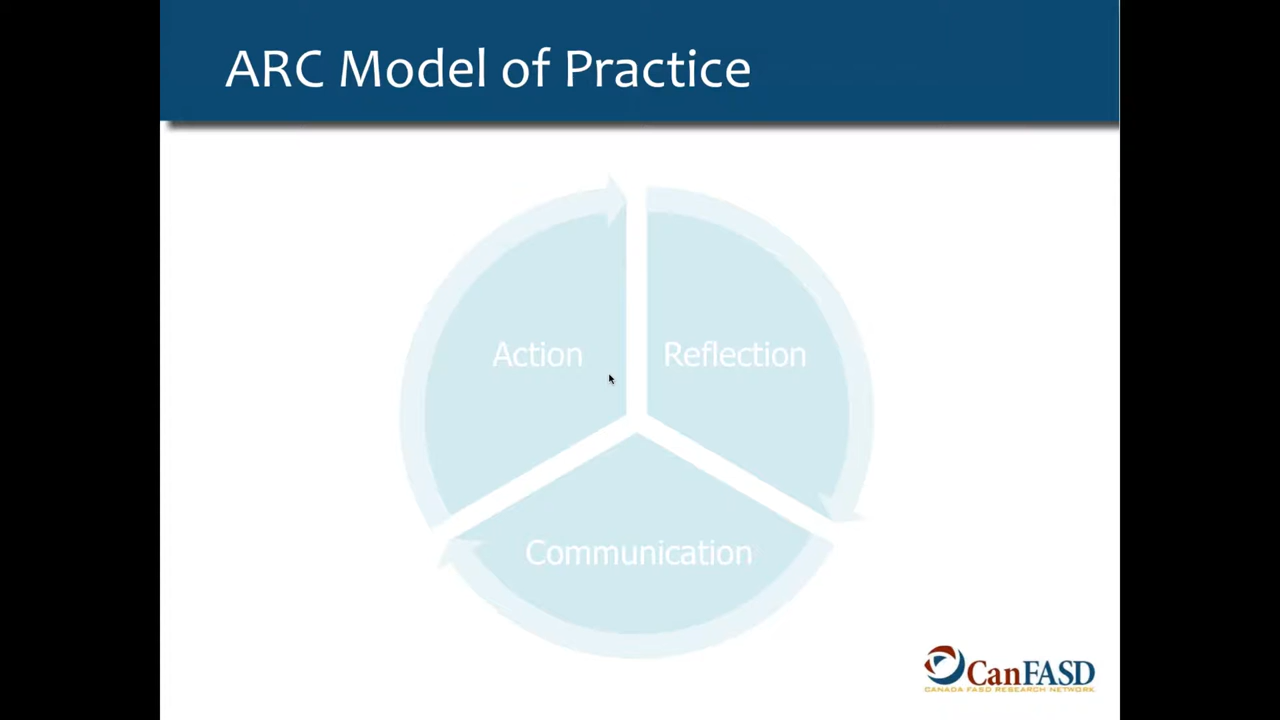 ARC Model of Practice
Action
Reflection
Communication
CanFASD
CANADA FASD RESEARCH NETWORK